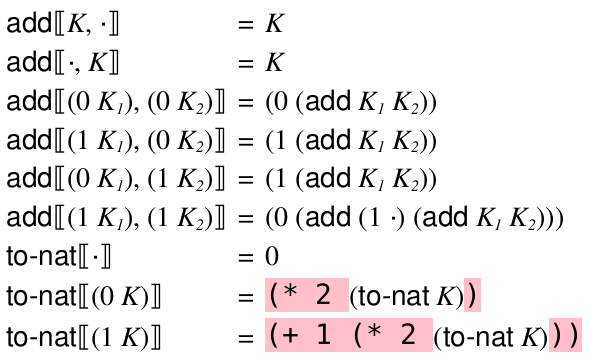 add⟦K, ·⟧ = K
add⟦·, K⟧ = K
add⟦(0 K₁), (0 K₂)⟧ = (0 (add K₁ K₂))
add⟦(1 K₁), (0 K₂)⟧ = (1 (add K₁ K₂))
add⟦(0 K₁), (1 K₂)⟧ = (1 (add K₁ K₂))
add⟦(1 K₁), (1 K₂)⟧ = (0 (add (1 ·) (add K₁ K₂)))
to-nat⟦·⟧ = 0
to-nat⟦(0 K)⟧ = (* 2 (to-nat K))
to-nat⟦(1 K)⟧ = (+ 1 (* 2 (to-nat K)))